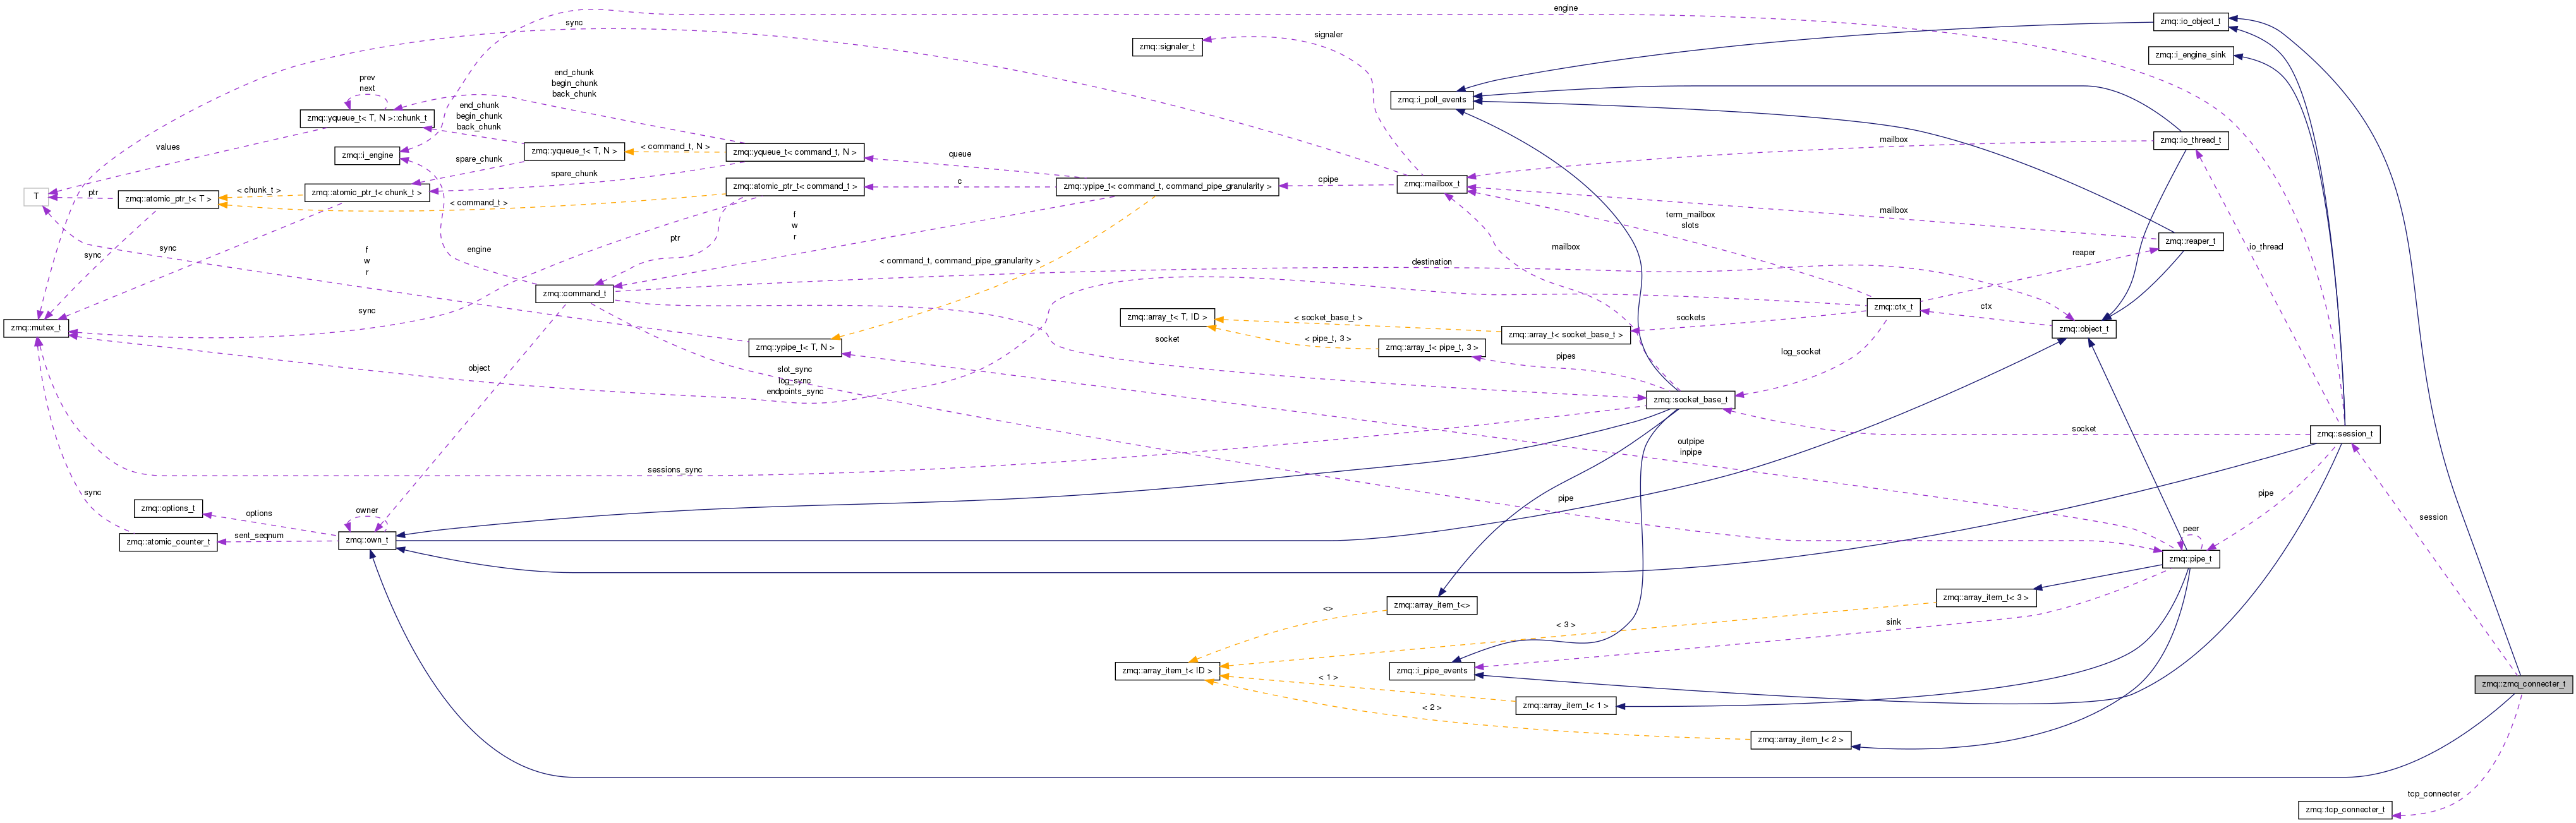 engine
sync
zmq::io_object_t
signaler
zmq::signaler_t
zmq::i_engine_sink
end_chunk
begin_chunk
back_chunk
prev
next
zmq::i_poll_events
end_chunk
begin_chunk
back_chunk
zmq::yqueue_t< T, N >::chunk_t
values
zmq::i_engine
zmq::yqueue_t< T, N >
< command_t, N >
zmq::yqueue_t< command_t, N >
queue
mailbox
zmq::io_thread_t
spare_chunk
spare_chunk
T
ptr
zmq::atomic_ptr_t< T >
< chunk_t >
zmq::atomic_ptr_t< chunk_t >
< command_t >
zmq::atomic_ptr_t< command_t >
c
zmq::ypipe_t< command_t, command_pipe_granularity >
cpipe
zmq::mailbox_t
term_mailbox
slots
mailbox
zmq::reaper_t
f
w
r
ptr
sync
sync
engine
f
w
r
mailbox
reaper
io_thread
< command_t, command_pipe_granularity >
destination
zmq::command_t
zmq::ctx_t
ctx
zmq::object_t
sync
zmq::mutex_t
zmq::array_t< T, ID >
< socket_base_t >
sockets
zmq::array_t< socket_base_t >
< pipe_t, 3 >
zmq::array_t< pipe_t, 3 >
pipes
log_socket
socket
zmq::ypipe_t< T, N >
object
slot_sync
log_sync
endpoints_sync
zmq::socket_base_t
socket
zmq::session_t
outpipe
inpipe
sessions_sync
sync
pipe
pipe
zmq::options_t
options
owner
session
peer
zmq::atomic_counter_t
sent_seqnum
zmq::own_t
zmq::pipe_t
<>
zmq::array_item_t<>
zmq::array_item_t< 3 >
< 3 >
sink
zmq::array_item_t< ID >
zmq::i_pipe_events
< 1 >
zmq::zmq_connecter_t
< 2 >
zmq::array_item_t< 1 >
zmq::array_item_t< 2 >
tcp_connecter
zmq::tcp_connecter_t